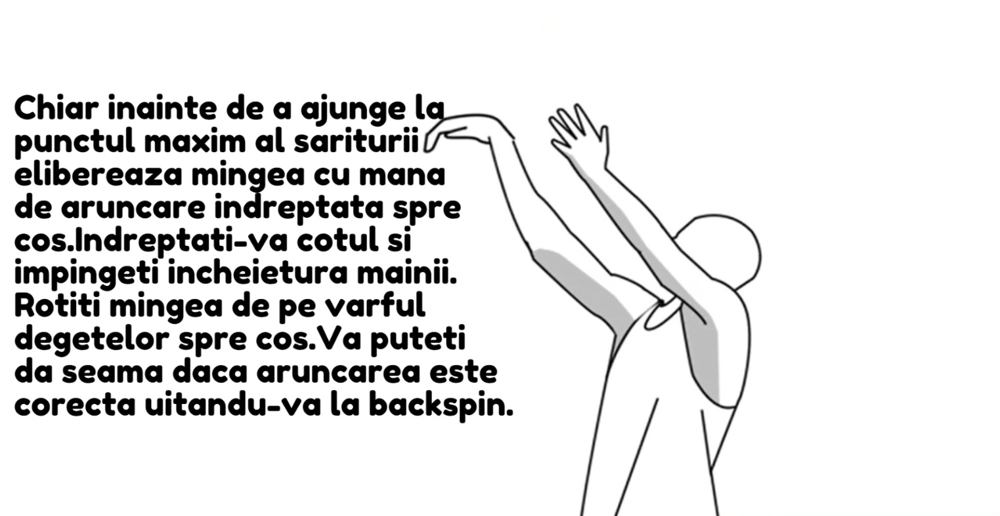 Chiar inainte de a ajunge la
punctul maxim al sariturii
elibereaza mingea cu mana
de aruncare indreptata spre
cos.Indreptati-va cotul si
impingeti incheietura mainii.
Rotiti mingea de pe varful
degetelor spre cos.Va puteti
da seama daca aruncarea este
corecta uitandu-va la backspin.